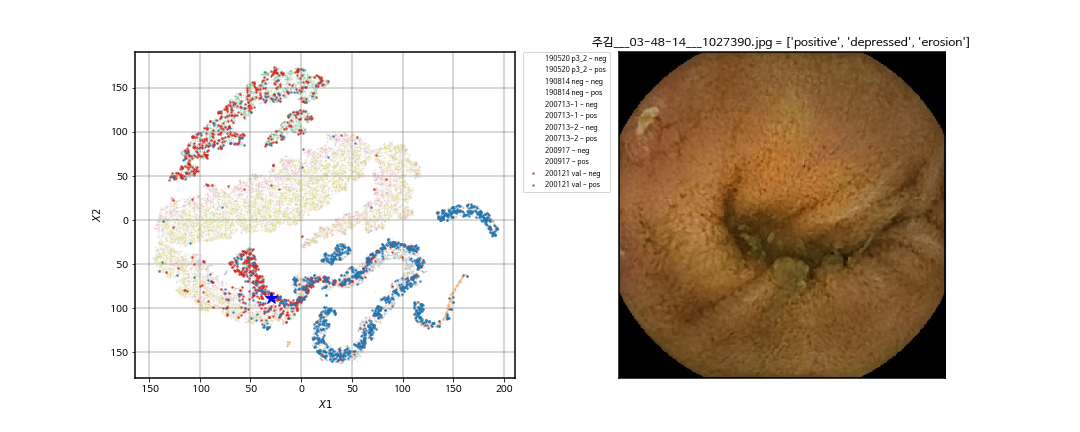 주김___03-48-14___1027390.jpg = ['positive', 'depressed', 'erosion']
190520 p3_2 − neg
190520 p3_2 − pos
190814 neg − neg
190814 neg − pos
200713−1 − neg
200713−1 − pos
200713−2 − neg
200713−2 − pos
200917 − neg
200917 − pos
200121 val − neg
200121 val − pos
150
100
50
0
50
100
150
X2
150 100 50 0 50 100 150 200
X1